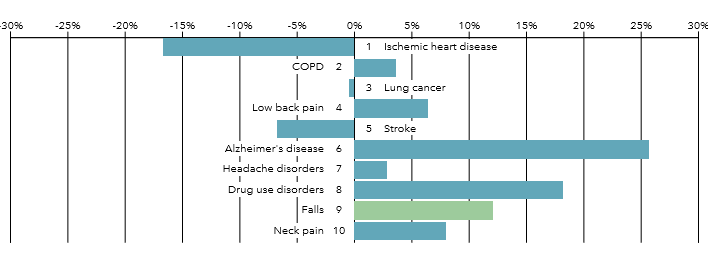 -30% -25% -20% -15% -10% -5% 0% 5% 10% 15% 20% 25% 30%
1 Ischemic heart disease
COPD 2
3 Lung cancer
Low back pain 4
5 Stroke
Alzheimer's disease 6
Headache disorders 7
Drug use disorders 8
Falls 9
Neck pain 10